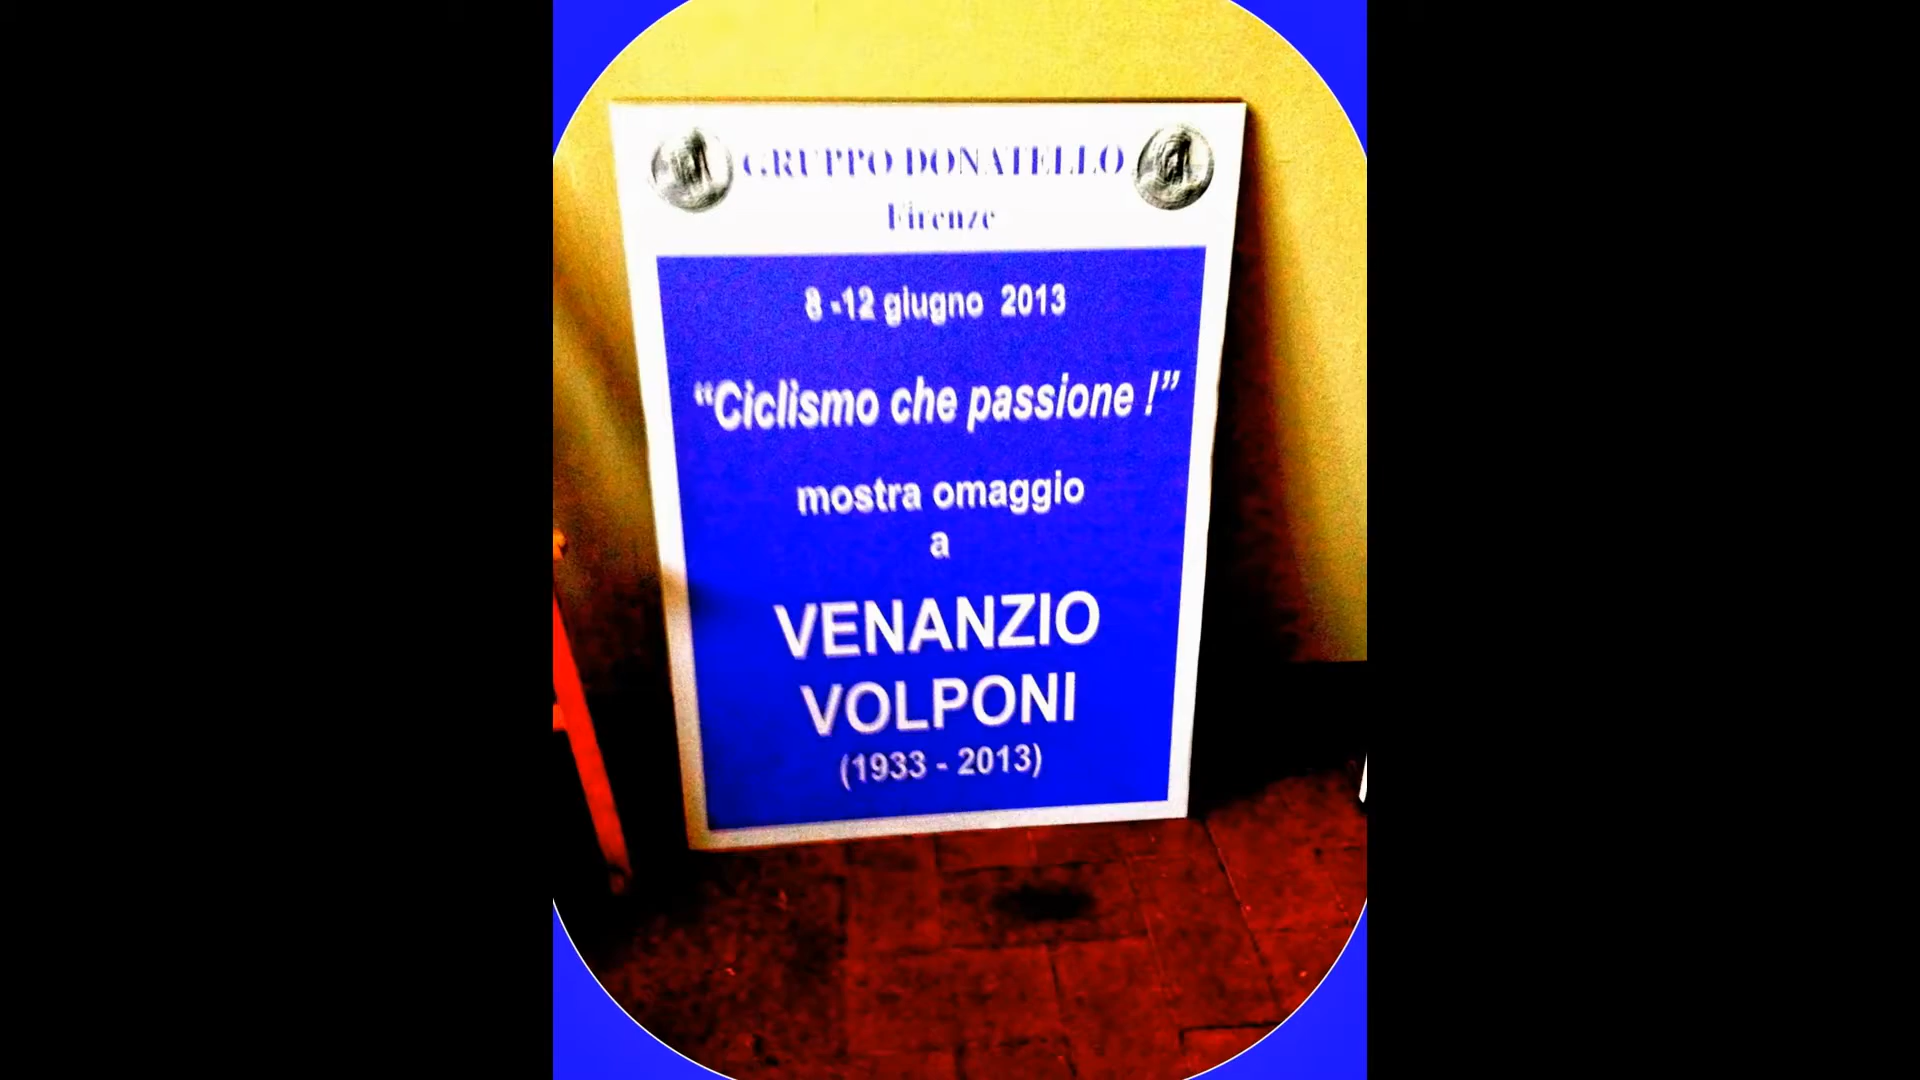 GRUPPO DONATELLO
Firenze
8 -12 giugno 2013
“Ciclismo che passione !”
mostra omaggio
a
VENANZIO
VOLPONI
(1933 - 2013)